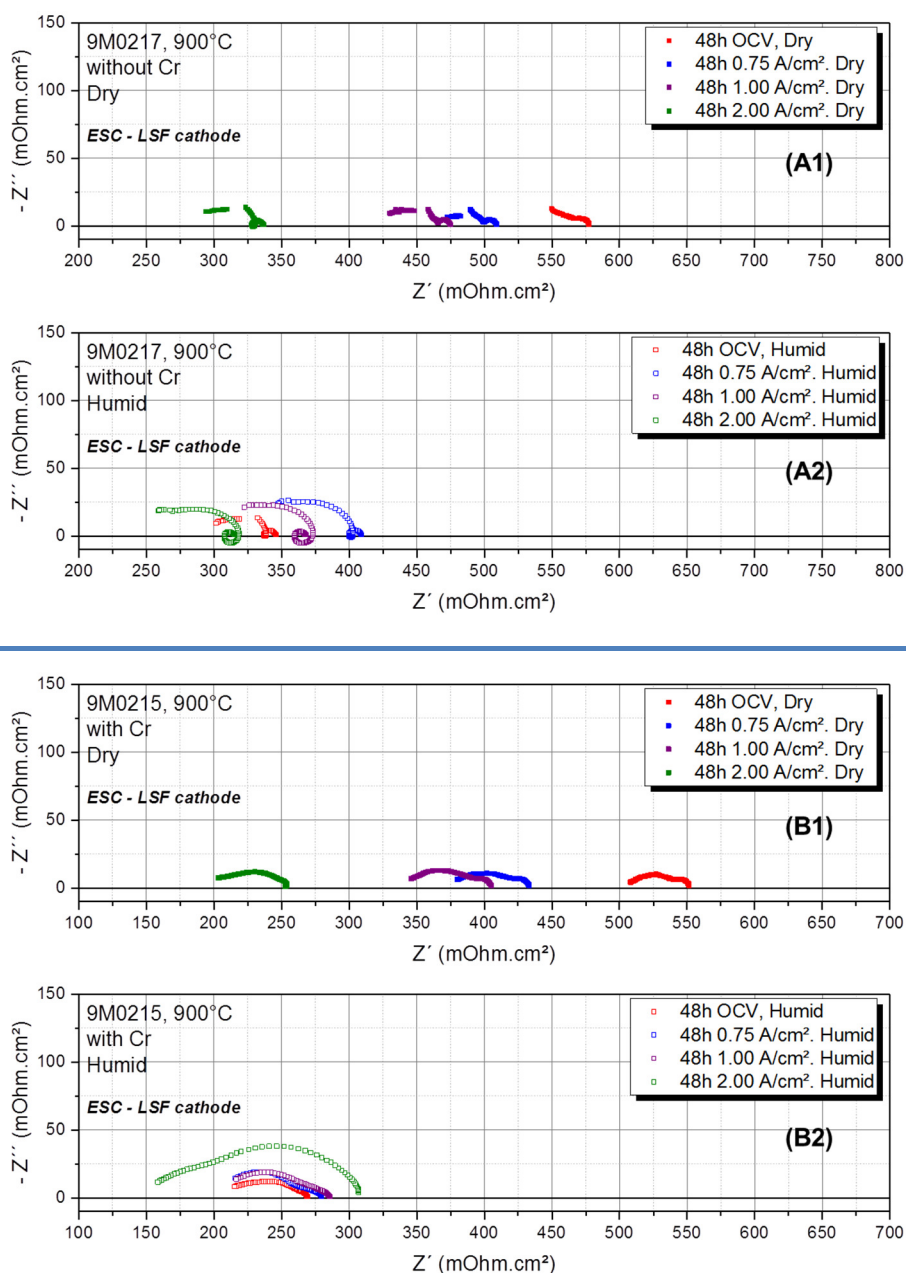 150
100
50
0
- Z´´ (mOhm.cm²)
9M0217, 900°C
without Cr
Dry
ESC - LSF cathode
48h OCV, Dry
48h 0.75 A/cm². Dry
48h 1.00 A/cm². Dry
48h 2.00 A/cm². Dry
(A1)
200 250 300 350 400 450 500 550 600 650 700 750 800
Z´ (mOhm.cm²)
150
100
50
0
- Z´´ (mOhm.cm²)
9M0217, 900°C
without Cr
Humid
ESC - LSF cathode
48h OCV, Humid
48h 0.75 A/cm². Humid
48h 1.00 A/cm². Humid
48h 2.00 A/cm². Humid
(A2)
200 250 300 350 400 450 500 550 600 650 700 750 800
Z´ (mOhm.cm²)
150
100
50
0
- Z´´ (mOhm.cm²)
9M0215, 900°C
with Cr
Dry
ESC - LSF cathode
48h OCV, Dry
48h 0.75 A/cm². Dry
48h 1.00 A/cm². Dry
48h 2.00 A/cm². Dry
(B1)
100 150 200 250 300 350 400 450 500 550 600 650 700
Z´ (mOhm.cm²)
150
100
50
0
- Z´´ (mOhm.cm²)
9M0215, 900°C
with Cr
Humid
ESC - LSF cathode
48h OCV, Humid
48h 0.75 A/cm². Humid
48h 1.00 A/cm². Humid
48h 2.00 A/cm². Humid
(B2)
100 150 200 250 300 350 400 450 500 550 600 650 700
Z´ (mOhm.cm²)